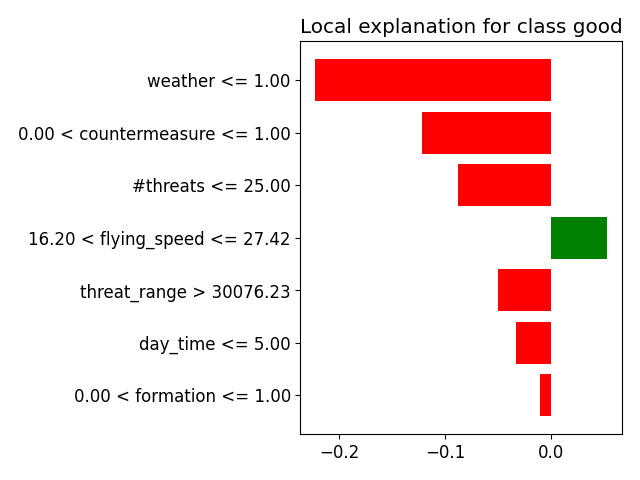 Local explanation for class good
weather <= 1.00
0.00 < countermeasure <= 1.00
#threats <= 25.00
16.20 < flying_speed <= 27.42
threat_range > 30076.23
day_time <= 5.00
0.00 < formation <= 1.00
−0.2 −0.1 0.0